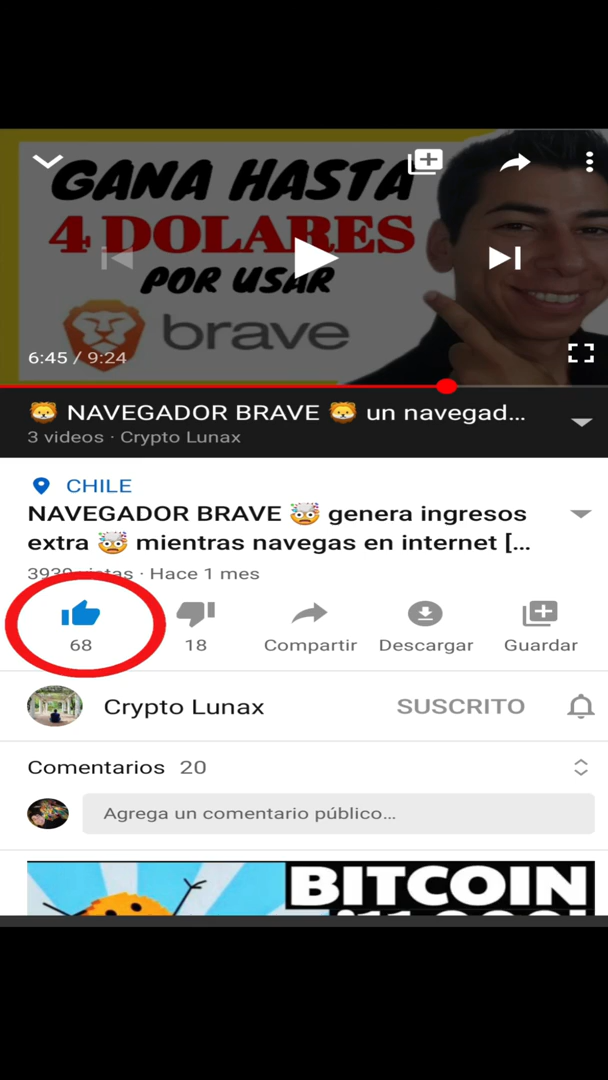 GANA HASTA
4 DOLARES
POR USAR
brave
6:45 / 9:24
🦁 NAVEGADOR BRAVE 🦁 un navegad...
3 videos · Crypto Lunax
CHILE
NAVEGADOR BRAVE 🤯 genera ingresos
extra 🤯 mientras navegas en internet [...
vistas · Hace 1 mes
68
18
Compartir
Descargar
Guardar
Crypto Lunax
SUSCRITO
Comentarios 20
Agrega un comentario público...
BITCOIN